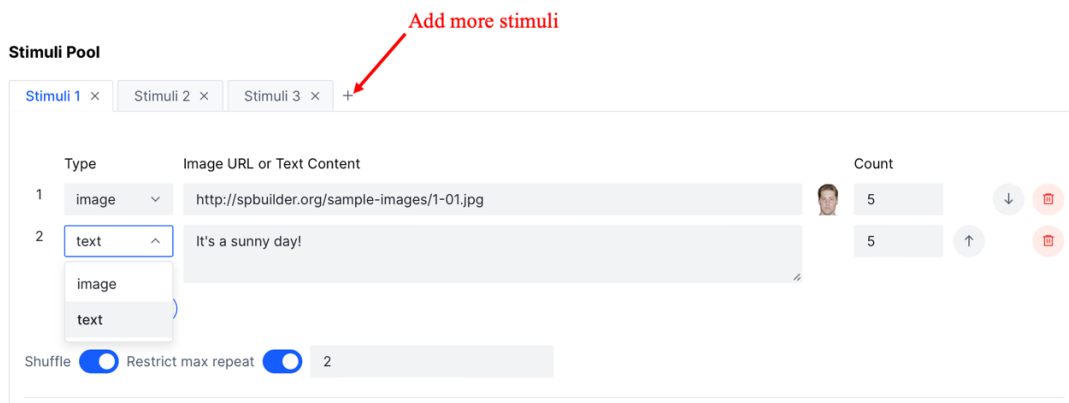 Add more stimuli
Stimuli Pool
Stimuli 1 × Stimuli 2 × Stimuli 3 × +
Type Image URL or Text Content Count
1 image http://spbuilder.org/sample-images/1-01.jpg 5
2 text It's a sunny day! 5
image
text
Shuffle Restrict max repeat 2